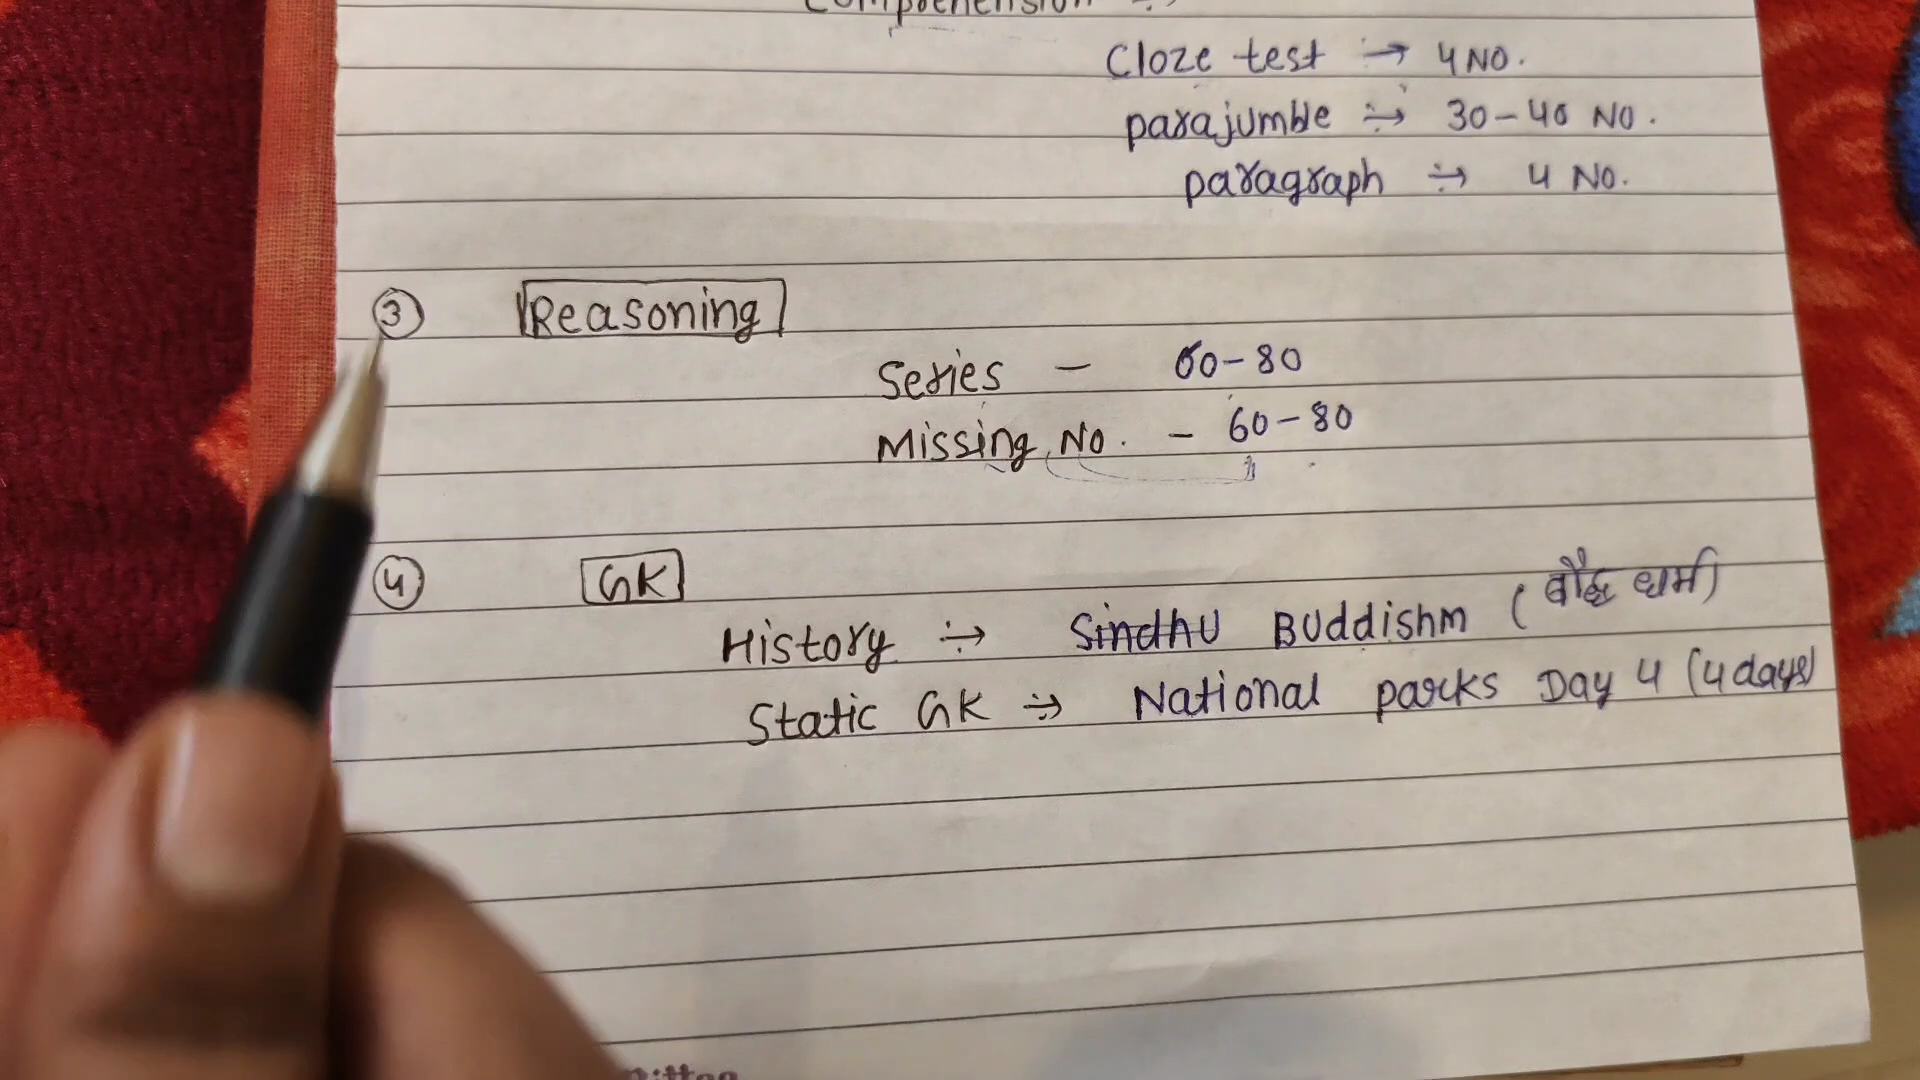 Comprehension ÷
Cloze test → 4 NO.
parajumble ÷> 30-40 NO.
paragraph ÷> 4 NO.
③ Reasoning
Series - 60-80
Missing No. - 60-80
④ GK
History ÷> Sindhu Buddishm (बौद्ध धर्म)
Static GK ÷> National parks Day 4 (4 days)